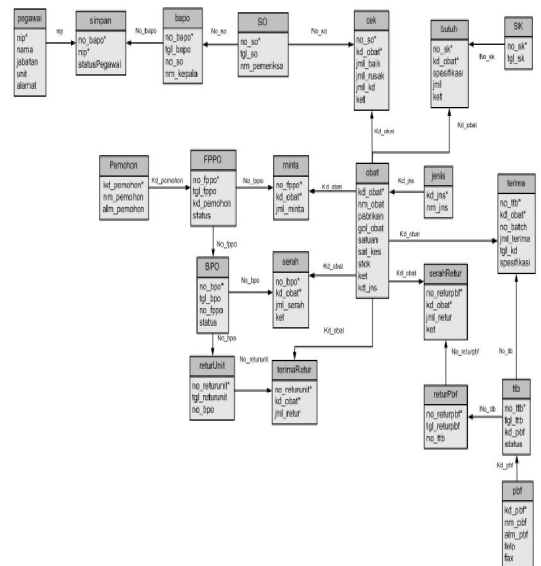 pegawai
nip*
nama
jabatan
unit
alamat
nip
simpan
no_bapo*
nip*
statusPegawai
No_bapo
bapo
no_bapo*
tgl_bapo
no_so
nm_kepala
No_so
SO
no_so*
tgl_so
nm_pemeriksa
No_so
cek
no_so*
kd_obat*
jml_baik
jml_rusak
jml_kd
ket
butuh
no_sk*
kd_obat*
spesifikasi
jml
ket
No_sk
SIK
no_sk*
tgl_sk
Kd_obat
Kd_obat
Pemohon
kd_pemohon*
nm_pemohon
alm_pemohon
Kd_pemohon
FPPO
no_fppo*
tgl_fppo
kd_pemohon
status
No_fppo
minta
no_fppo*
kd_obat*
jml_minta
Kd_obat
obat
kd_obat*
nm_obat
pabrikan
gol_obat
satuan
sat_kes
stok
ket
kd_jns
Kd_jns
jenis
kd_jns*
nm_jns
terima
no_ttb*
kd_obat*
no_batch
jml_terima
tgl_kd
spesifikasi
Kd_obat
No_fppo
BPO
no_bpo*
tgl_bpo
no_fppo
status
No_bpo
serah
no_bpo*
kd_obat*
jml_serah
ket
Kd_obat
Kd_obat
serahRetur
no_returpbf*
kd_obat*
jml_retur
ket
No_bpo
Kd_obat
returUnit
no_returunit*
tgl_returunit
no_bpo
No_returunit
terimaRetur
no_returunit*
kd_obat*
jml_retur
No_returpbf
No_ttb
returPbf
no_returpbf*
tgl_returpbf
no_ttb
No_ttb
ttb
no_ttb*
tgl_ttb
kd_pbf
status
Kd_pbf
pbf
kd_pbf*
nm_pbf
alm_pbf
telp
fax